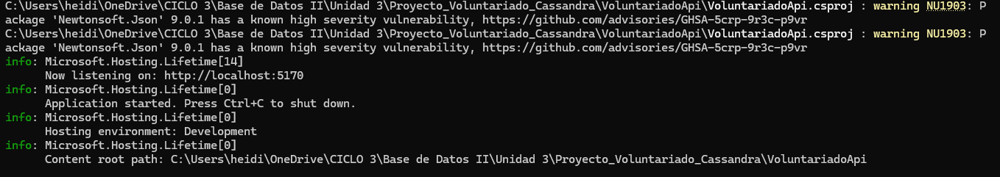 C:\Users\heidi\OneDrive\CICLO 3\Base de Datos II\Unidad 3\Proyecto_Voluntariado_Cassandra\VoluntariadoApi\VoluntariadoApi.csproj : warning NU1903: P
ackage 'Newtonsoft.Json' 9.0.1 has a known high severity vulnerability, https://github.com/advisories/GHSA-5crp-9r3c-p9vr
C:\Users\heidi\OneDrive\CICLO 3\Base de Datos II\Unidad 3\Proyecto_Voluntariado_Cassandra\VoluntariadoApi\VoluntariadoApi.csproj : warning NU1903: P
ackage 'Newtonsoft.Json' 9.0.1 has a known high severity vulnerability, https://github.com/advisories/GHSA-5crp-9r3c-p9vr
info: Microsoft.Hosting.Lifetime[14]
      Now listening on: http://localhost:5170
info: Microsoft.Hosting.Lifetime[0]
      Application started. Press Ctrl+C to shut down.
info: Microsoft.Hosting.Lifetime[0]
      Hosting environment: Development
info: Microsoft.Hosting.Lifetime[0]
      Content root path: C:\Users\heidi\OneDrive\CICLO 3\Base de Datos II\Unidad 3\Proyecto_Voluntariado_Cassandra\VoluntariadoApi